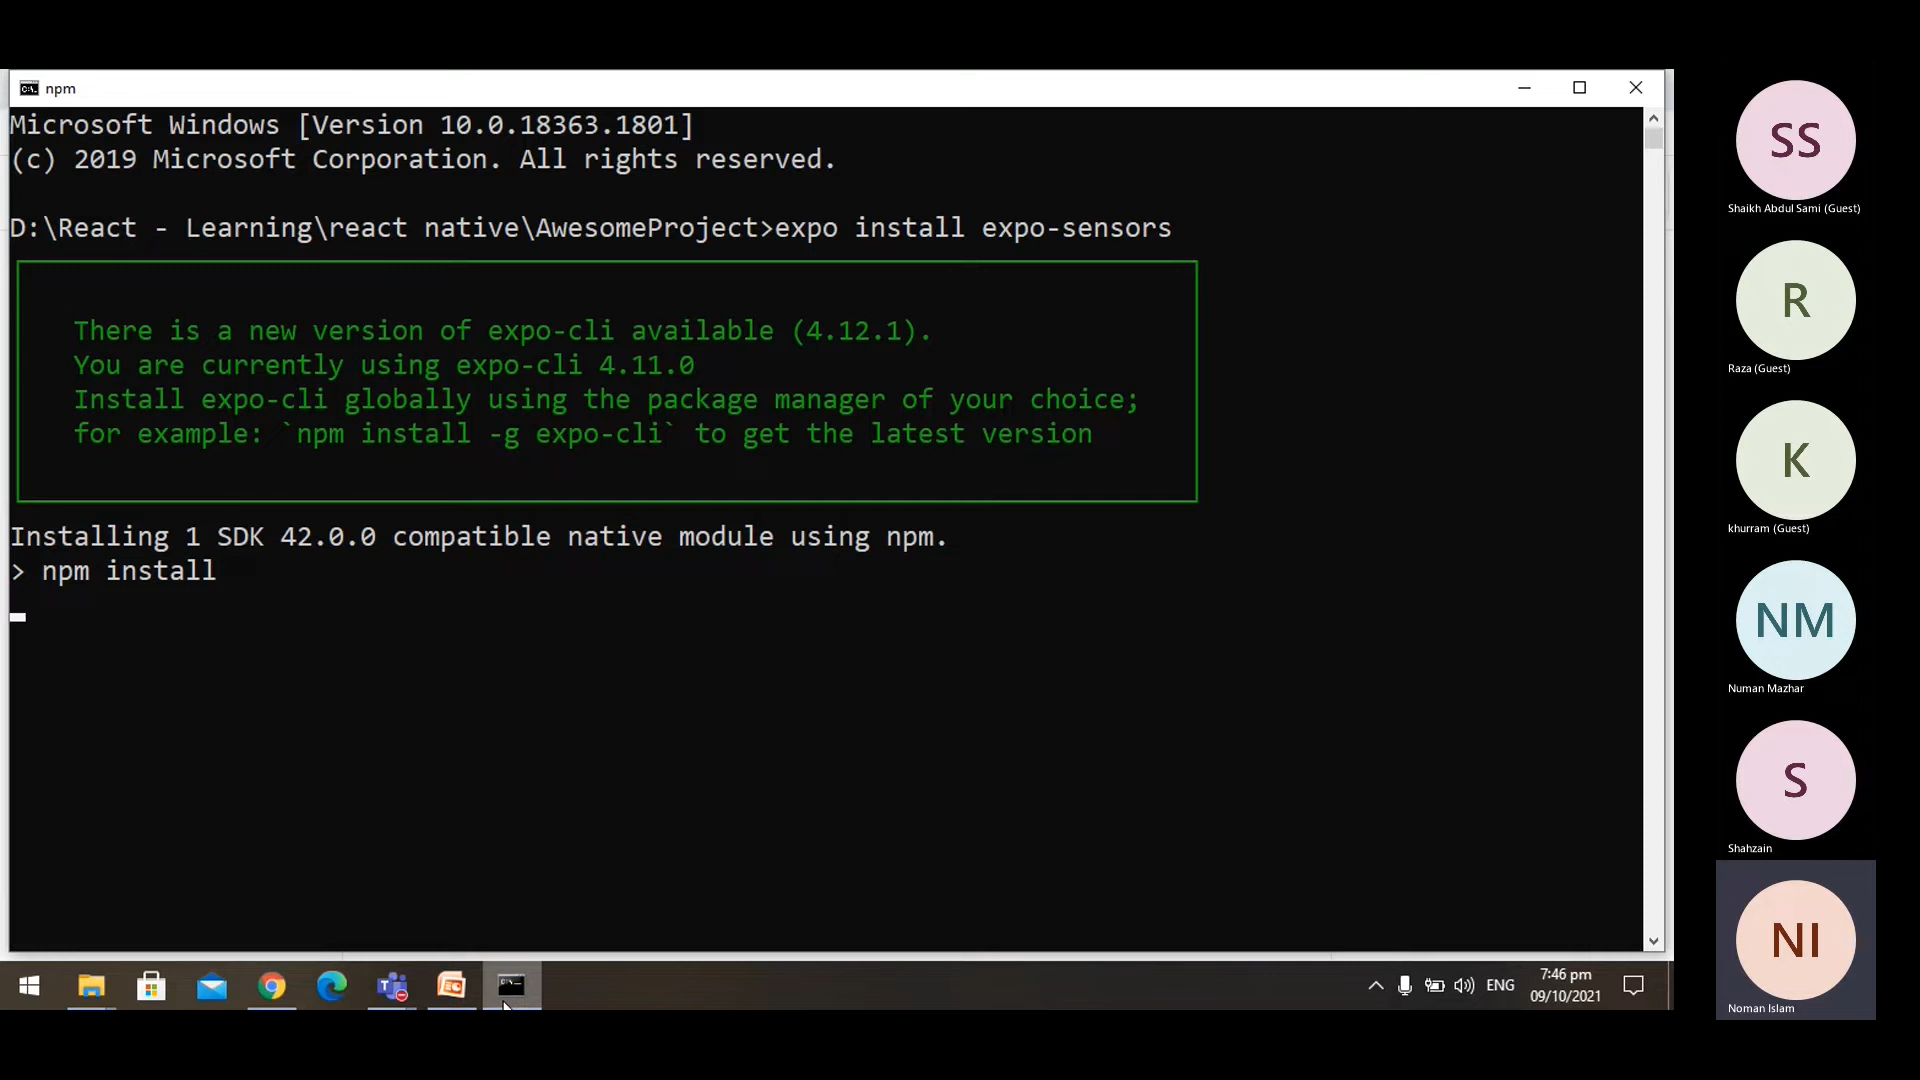 npm
Microsoft Windows [Version 10.0.18363.1801]
(c) 2019 Microsoft Corporation. All rights reserved.
D:\React - Learning\react native\AwesomeProject>expo install expo-sensors
There is a new version of expo-cli available (4.12.1).
You are currently using expo-cli 4.11.0
Install expo-cli globally using the package manager of your choice;
for example: `npm install -g expo-cli` to get the latest version
Installing 1 SDK 42.0.0 compatible native module using npm.
> npm install
SS
Shaikh Abdul Sami (Guest)
R
Raza (Guest)
K
khurram (Guest)
NM
Numan Mazhar
S
Shahzain
NI
Noman Islam
ENG
7:46 pm
09/10/2021